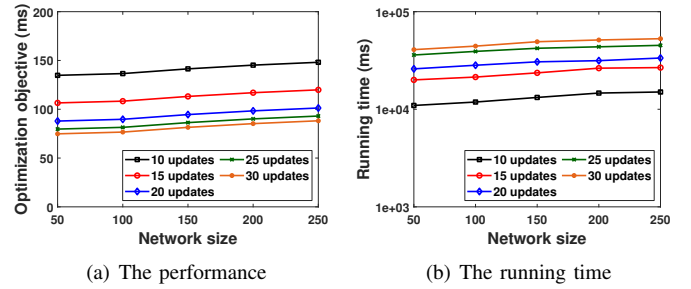 Optimization objective (ms)
200
150
100
50
0
10 updates
15 updates
20 updates
25 updates
30 updates
50 100 150 200 250
Network size
(a) The performance
Running time (ms)
1e+05
1e+04
1e+03
10 updates
15 updates
20 updates
25 updates
30 updates
50 100 150 200 250
Network size
(b) The running time